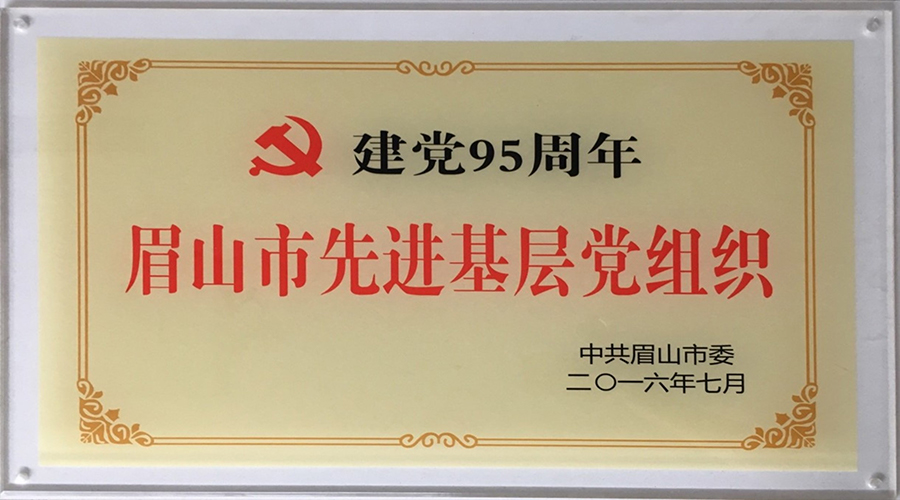 建党95周年
眉山市先进基层党组织
中共眉山市委
二〇一六年七月